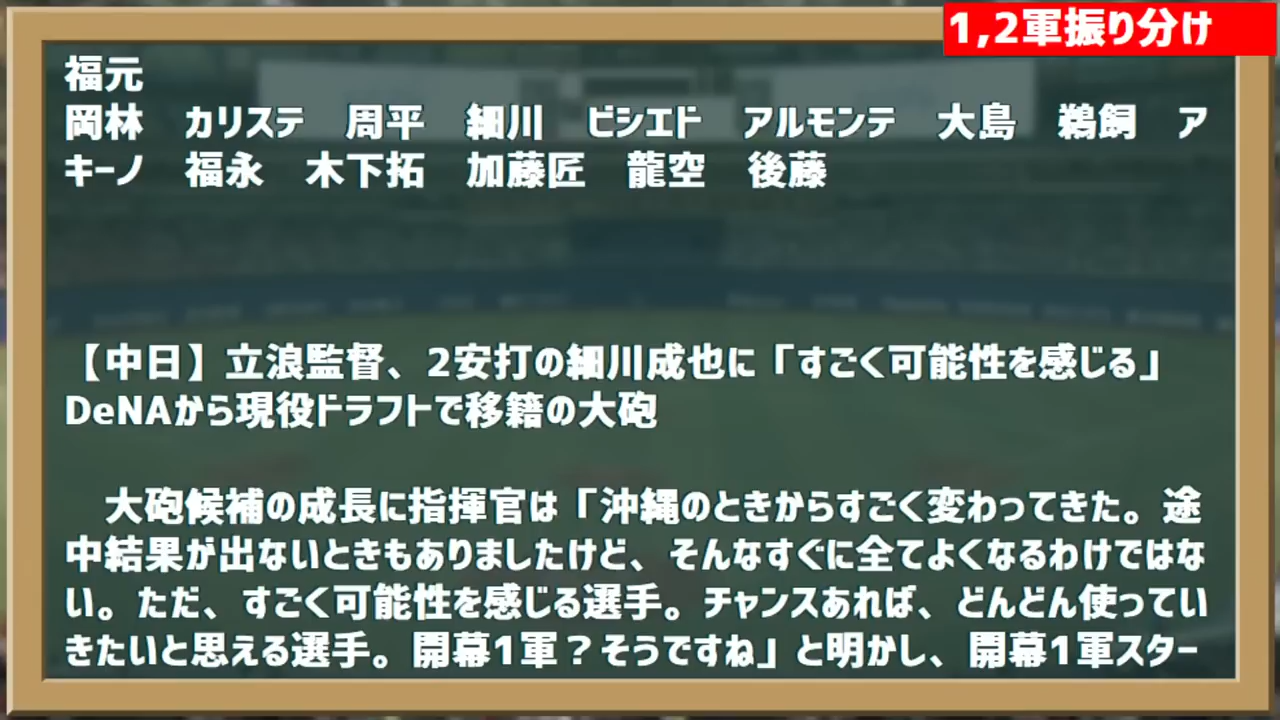 1,2軍振り分け
福元
岡林　カリステ　周平　細川　ビシエド　アルモンテ　大島　鵜飼　ア
キーノ　福永　木下拓　加藤匠　龍空　後藤
【中日】立浪監督、2安打の細川成也に「すごく可能性を感じる」
DeNAから現役ドラフトで移籍の大砲
　大砲候補の成長に指揮官は「沖縄のときからすごく変わってきた。途
中結果が出ないときもありましたけど、そんなすぐに全てよくなるわけではな
い。ただ、すごく可能性を感じる選手。チャンスあれば、どんどん使ってい
きたいと思える選手。開幕1軍？そうですね」と明かし、開幕1軍スター